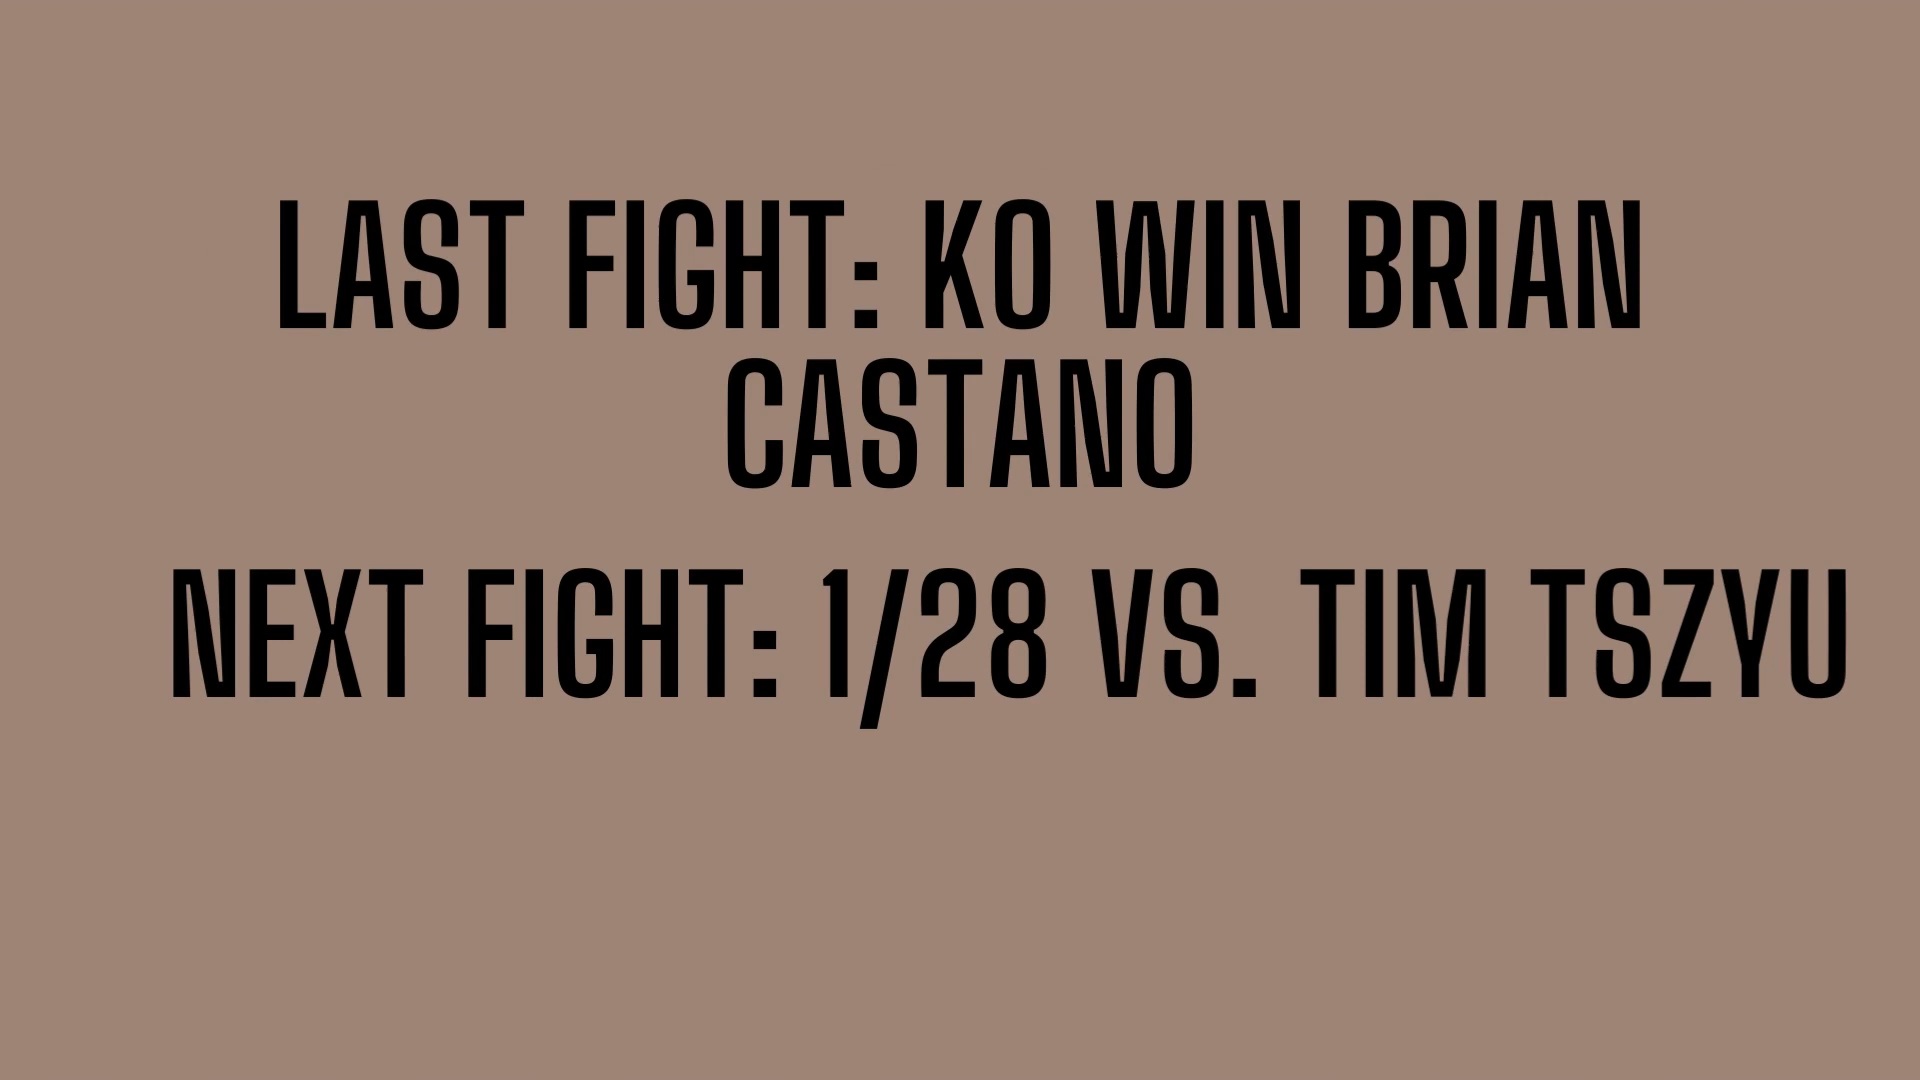 LAST FIGHT: KO WIN BRIAN
CASTANO
NEXT FIGHT: 1/28 VS. TIM TSZYU